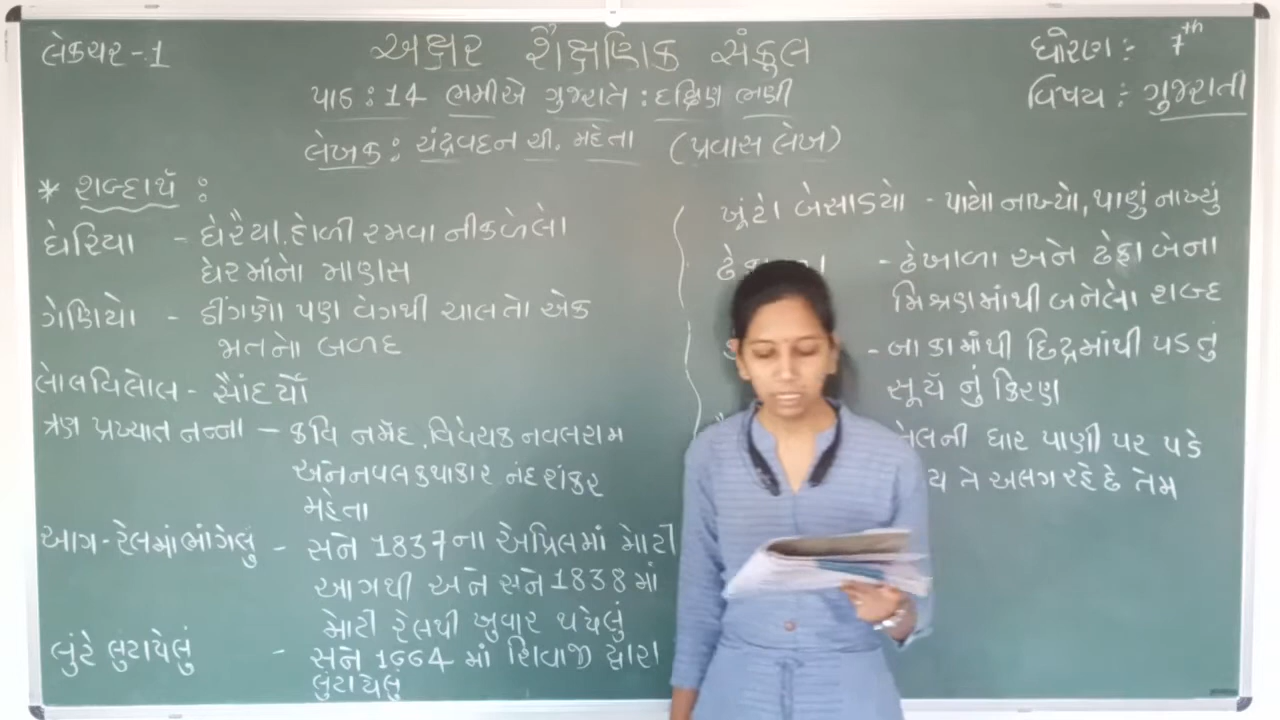 લેક્ચર - 1
અક્ષર શૈક્ષણિક સંકુલ
ધોરણ : 7th
પાઠ : 14 ભમીએ ગુજરાતે : દક્ષિણ ભણી
વિષય : ગુજરાતી
લેખક : ચંદ્રવદન ચી. મહેતા (પ્રવાસ લેખ)
* શબ્દાર્થ :
ઘેરિયા - ઘેરૈયા. હોળી રમવા નીકળેલો
ઘેરમાંનો માણસ
ગેણિયો - ઠીંગણો પણ વેગથી ચાલતો એક
જાતનો બળદ
લોલવિલોલ - સૌંદર્યો
ત્રણ પ્રખ્યાત નન્ના - કવિ નર્મદ, વિવેચક નવલરામ
અને નવલકથાકાર નંદશંકર
મહેતા
આગ-રેલમાં ભાંગેલું - સને 1837ના એપ્રિલમાં મોટી
આગથી અને સને 1838 માં
મોટી રેલથી ખુવાર થયેલું
લુંટે લુંટાયેલું - સને 1664 માં શિવાજી દ્વારા
લુંટાયેલું
ખૂંટો બેસાડ્યો - પાયો નાખ્યો, થાણું નાખ્યું
- ઢેખાળા અને ઢેફા બેના
મિશ્રણમાંથી બનેલો શબ્દ
- બાકામાંથી છિદ્રમાંથી પડતું
સૂર્ય નું કિરણ
તેલની ધાર પાણી પર પડે
તે અલગ રહે છે તેમ